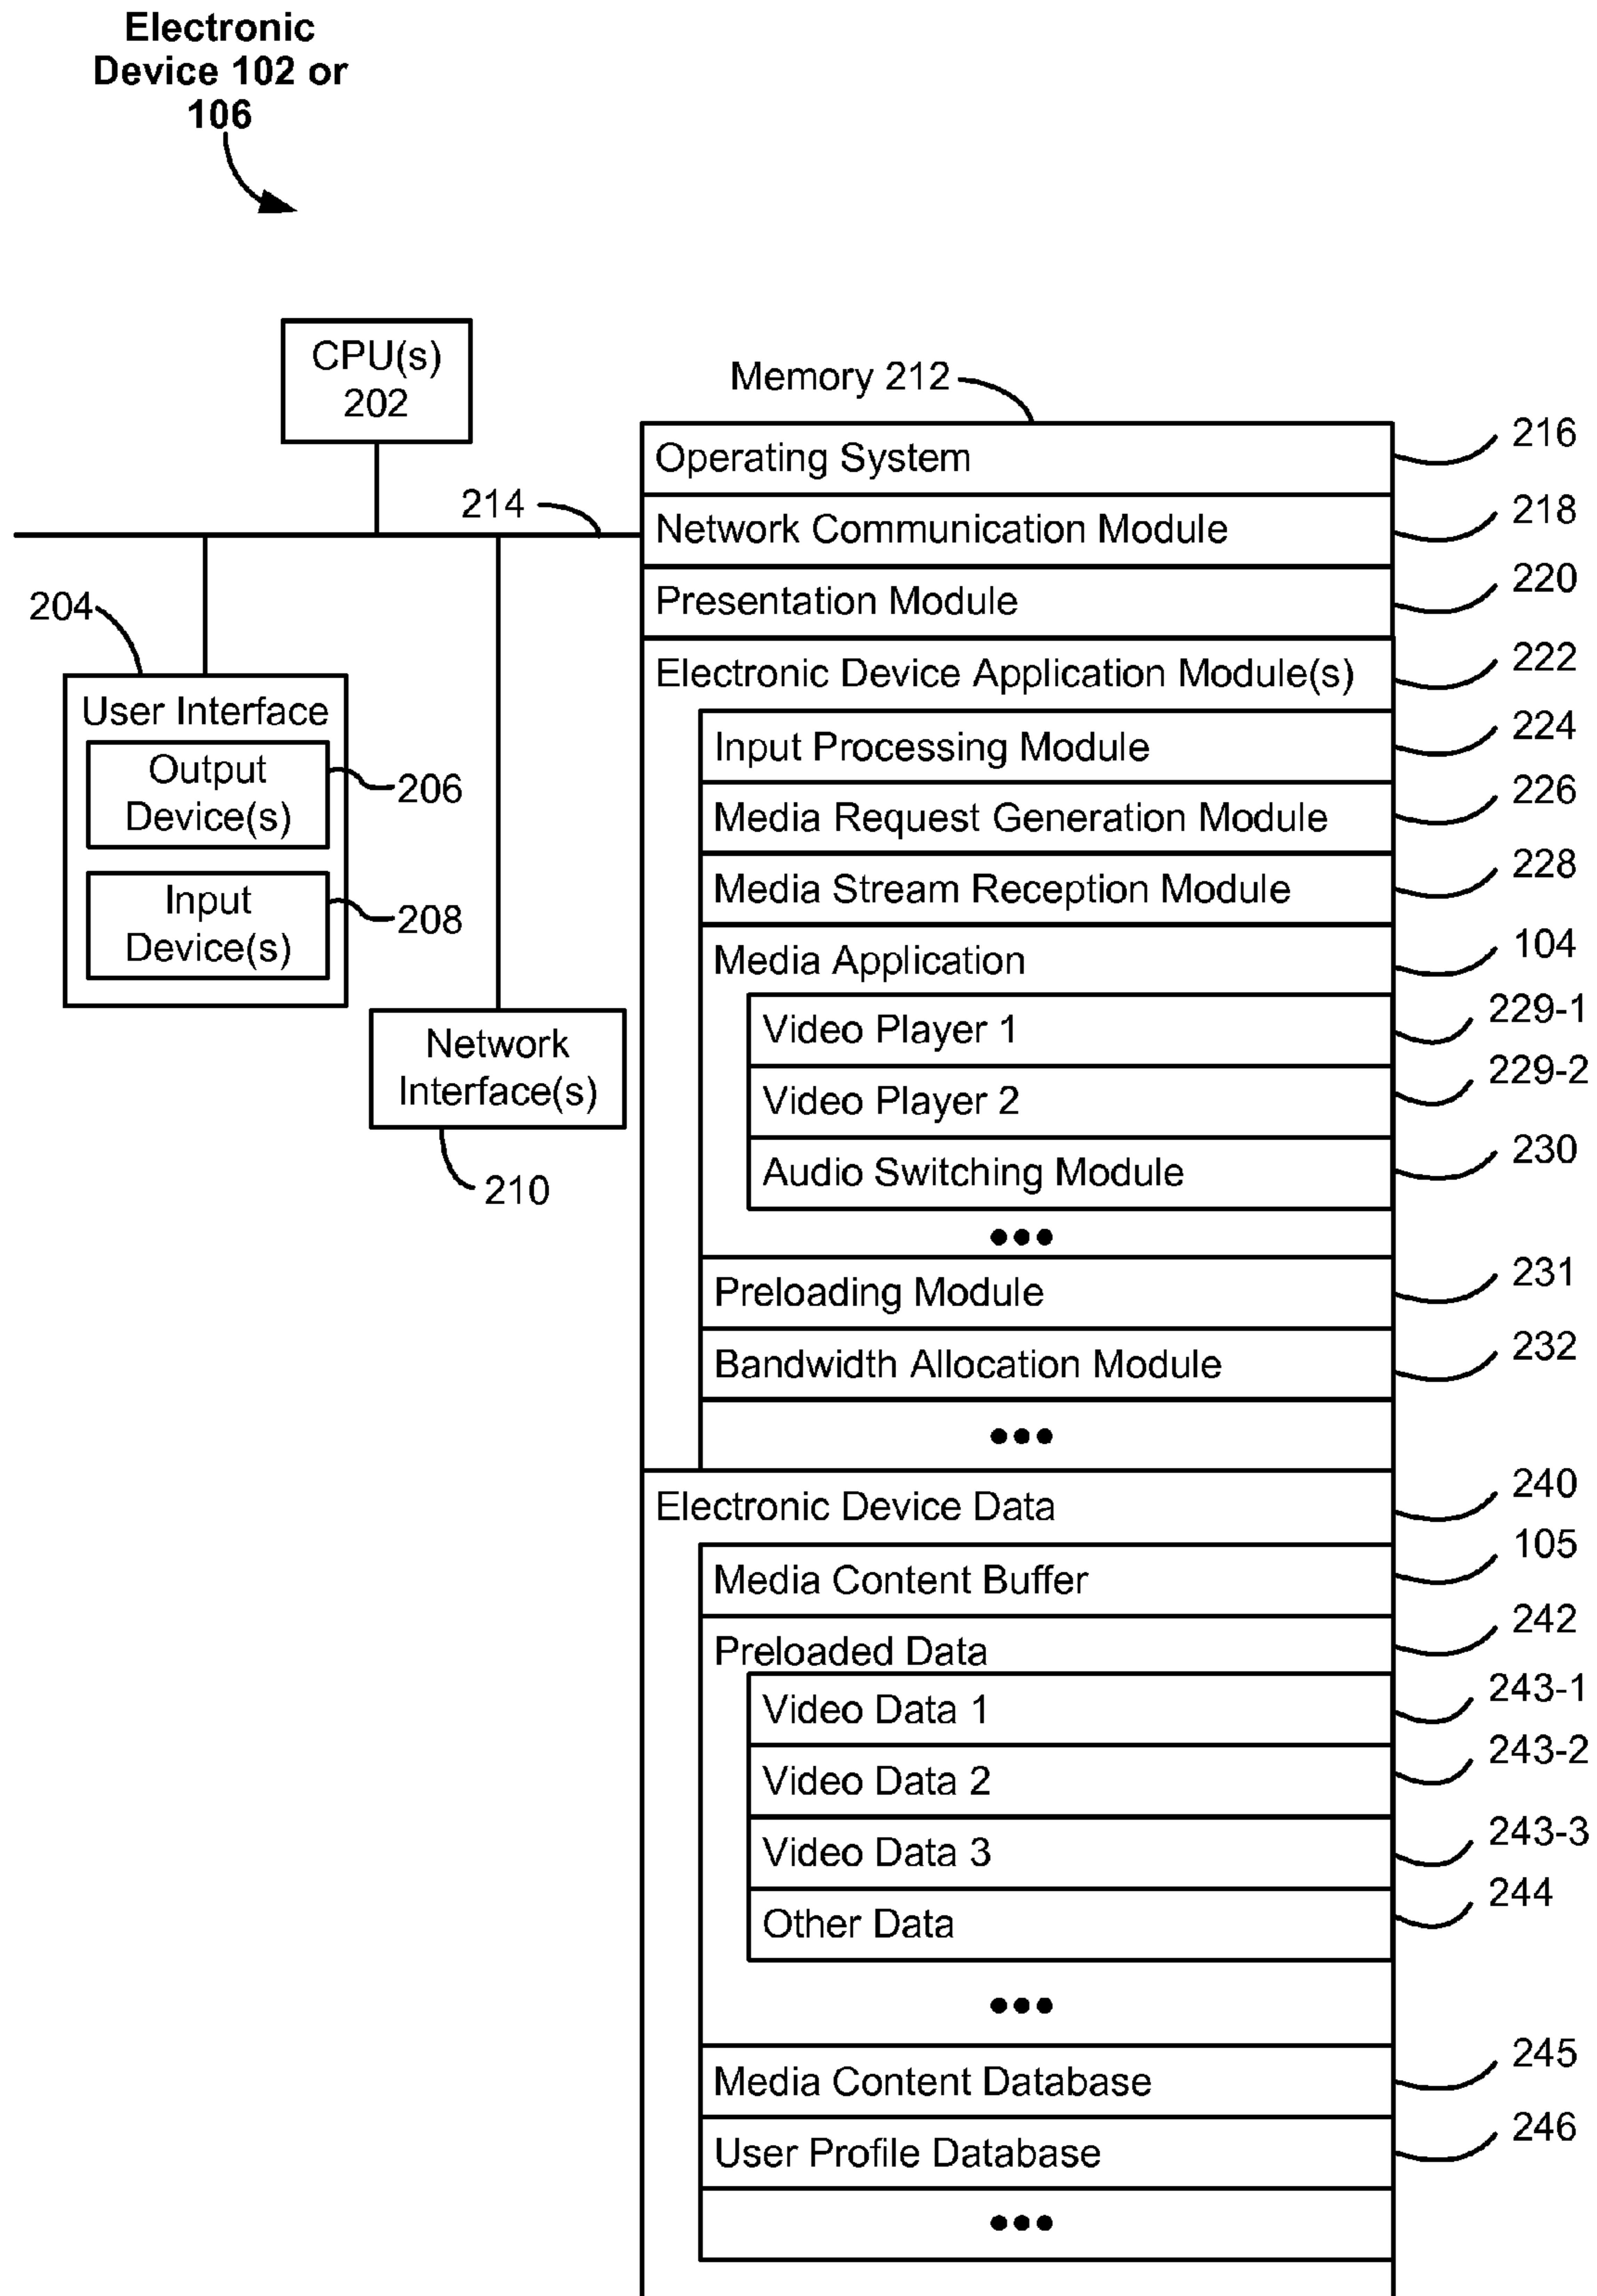 Electronic
Device 102 or
106
CPU(s)
202
Memory 212
214
204
User Interface
Output
Device(s)
206
Input
Device(s)
208
Network
Interface(s)
210
Operating System
216
Network Communication Module
218
Presentation Module
220
Electronic Device Application Module(s)
222
Input Processing Module
224
Media Request Generation Module
226
Media Stream Reception Module
228
Media Application
104
Video Player 1
229-1
Video Player 2
229-2
Audio Switching Module
230
•••
Preloading Module
231
Bandwidth Allocation Module
232
•••
Electronic Device Data
240
Media Content Buffer
105
Preloaded Data
242
Video Data 1
243-1
Video Data 2
243-2
Video Data 3
243-3
Other Data
244
•••
Media Content Database
245
User Profile Database
246
•••